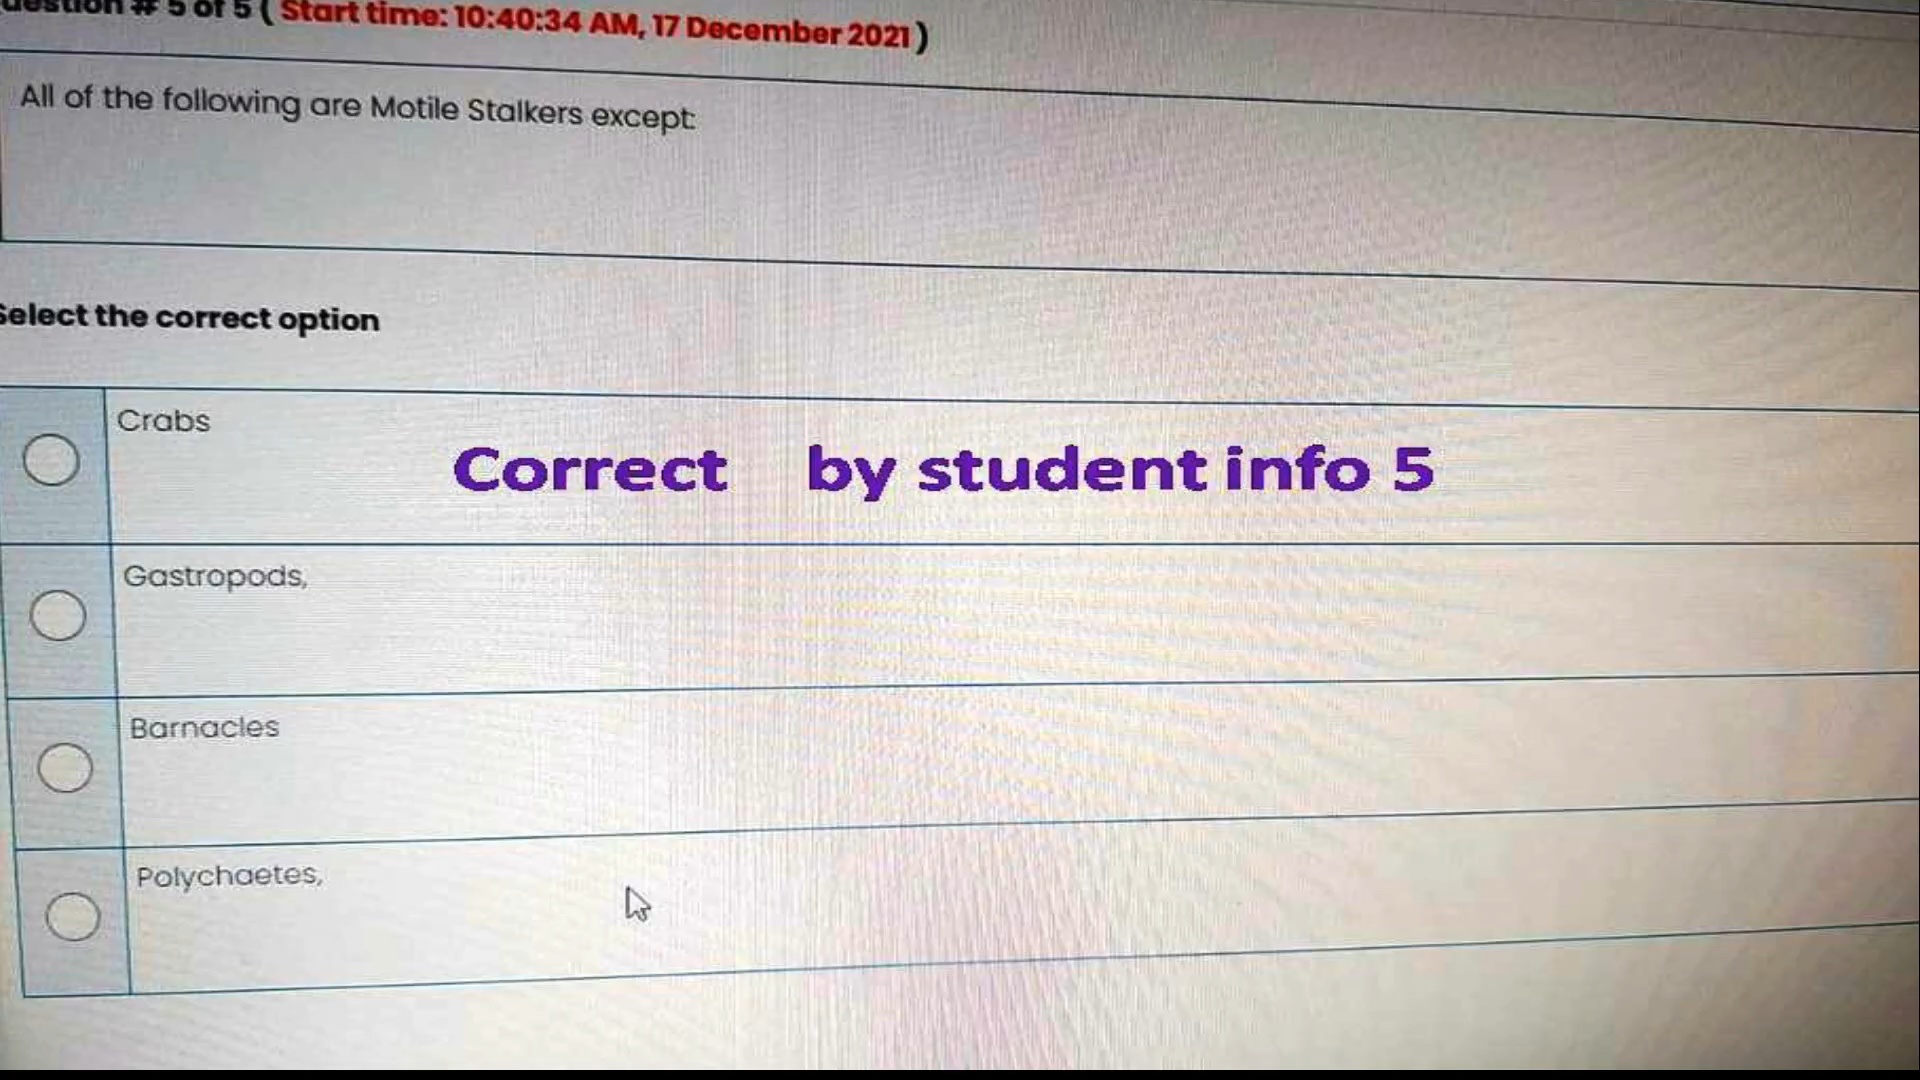 # 5 of 5 ( Start time: 10:40:34 AM, 17 December 2021 )
All of the following are Motile Stalkers except:
Select the correct option
Crabs
Correct by student info 5
Gastropods,
Barnacles
Polychaetes,